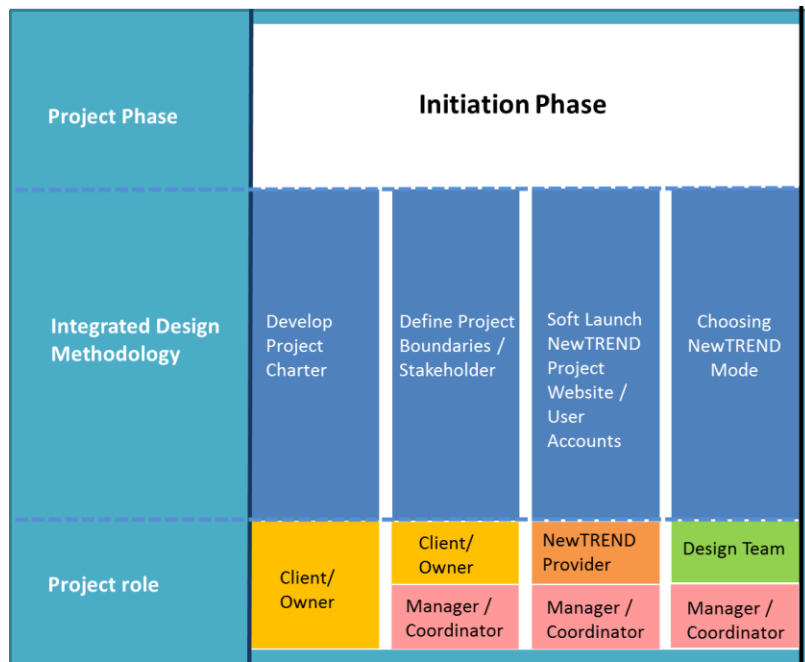 Project Phase
Initiation Phase
Integrated Design
Methodology
Develop
Project
Charter
Define Project
Boundaries /
Stakeholder
Soft Launch
NewTREND
Project
Website /
User
Accounts
Choosing
NewTREND
Mode
Project role
Client/
Owner
Client/
Owner
Manager /
Coordinator
NewTREND
Provider
Manager /
Coordinator
Design Team
Manager /
Coordinator